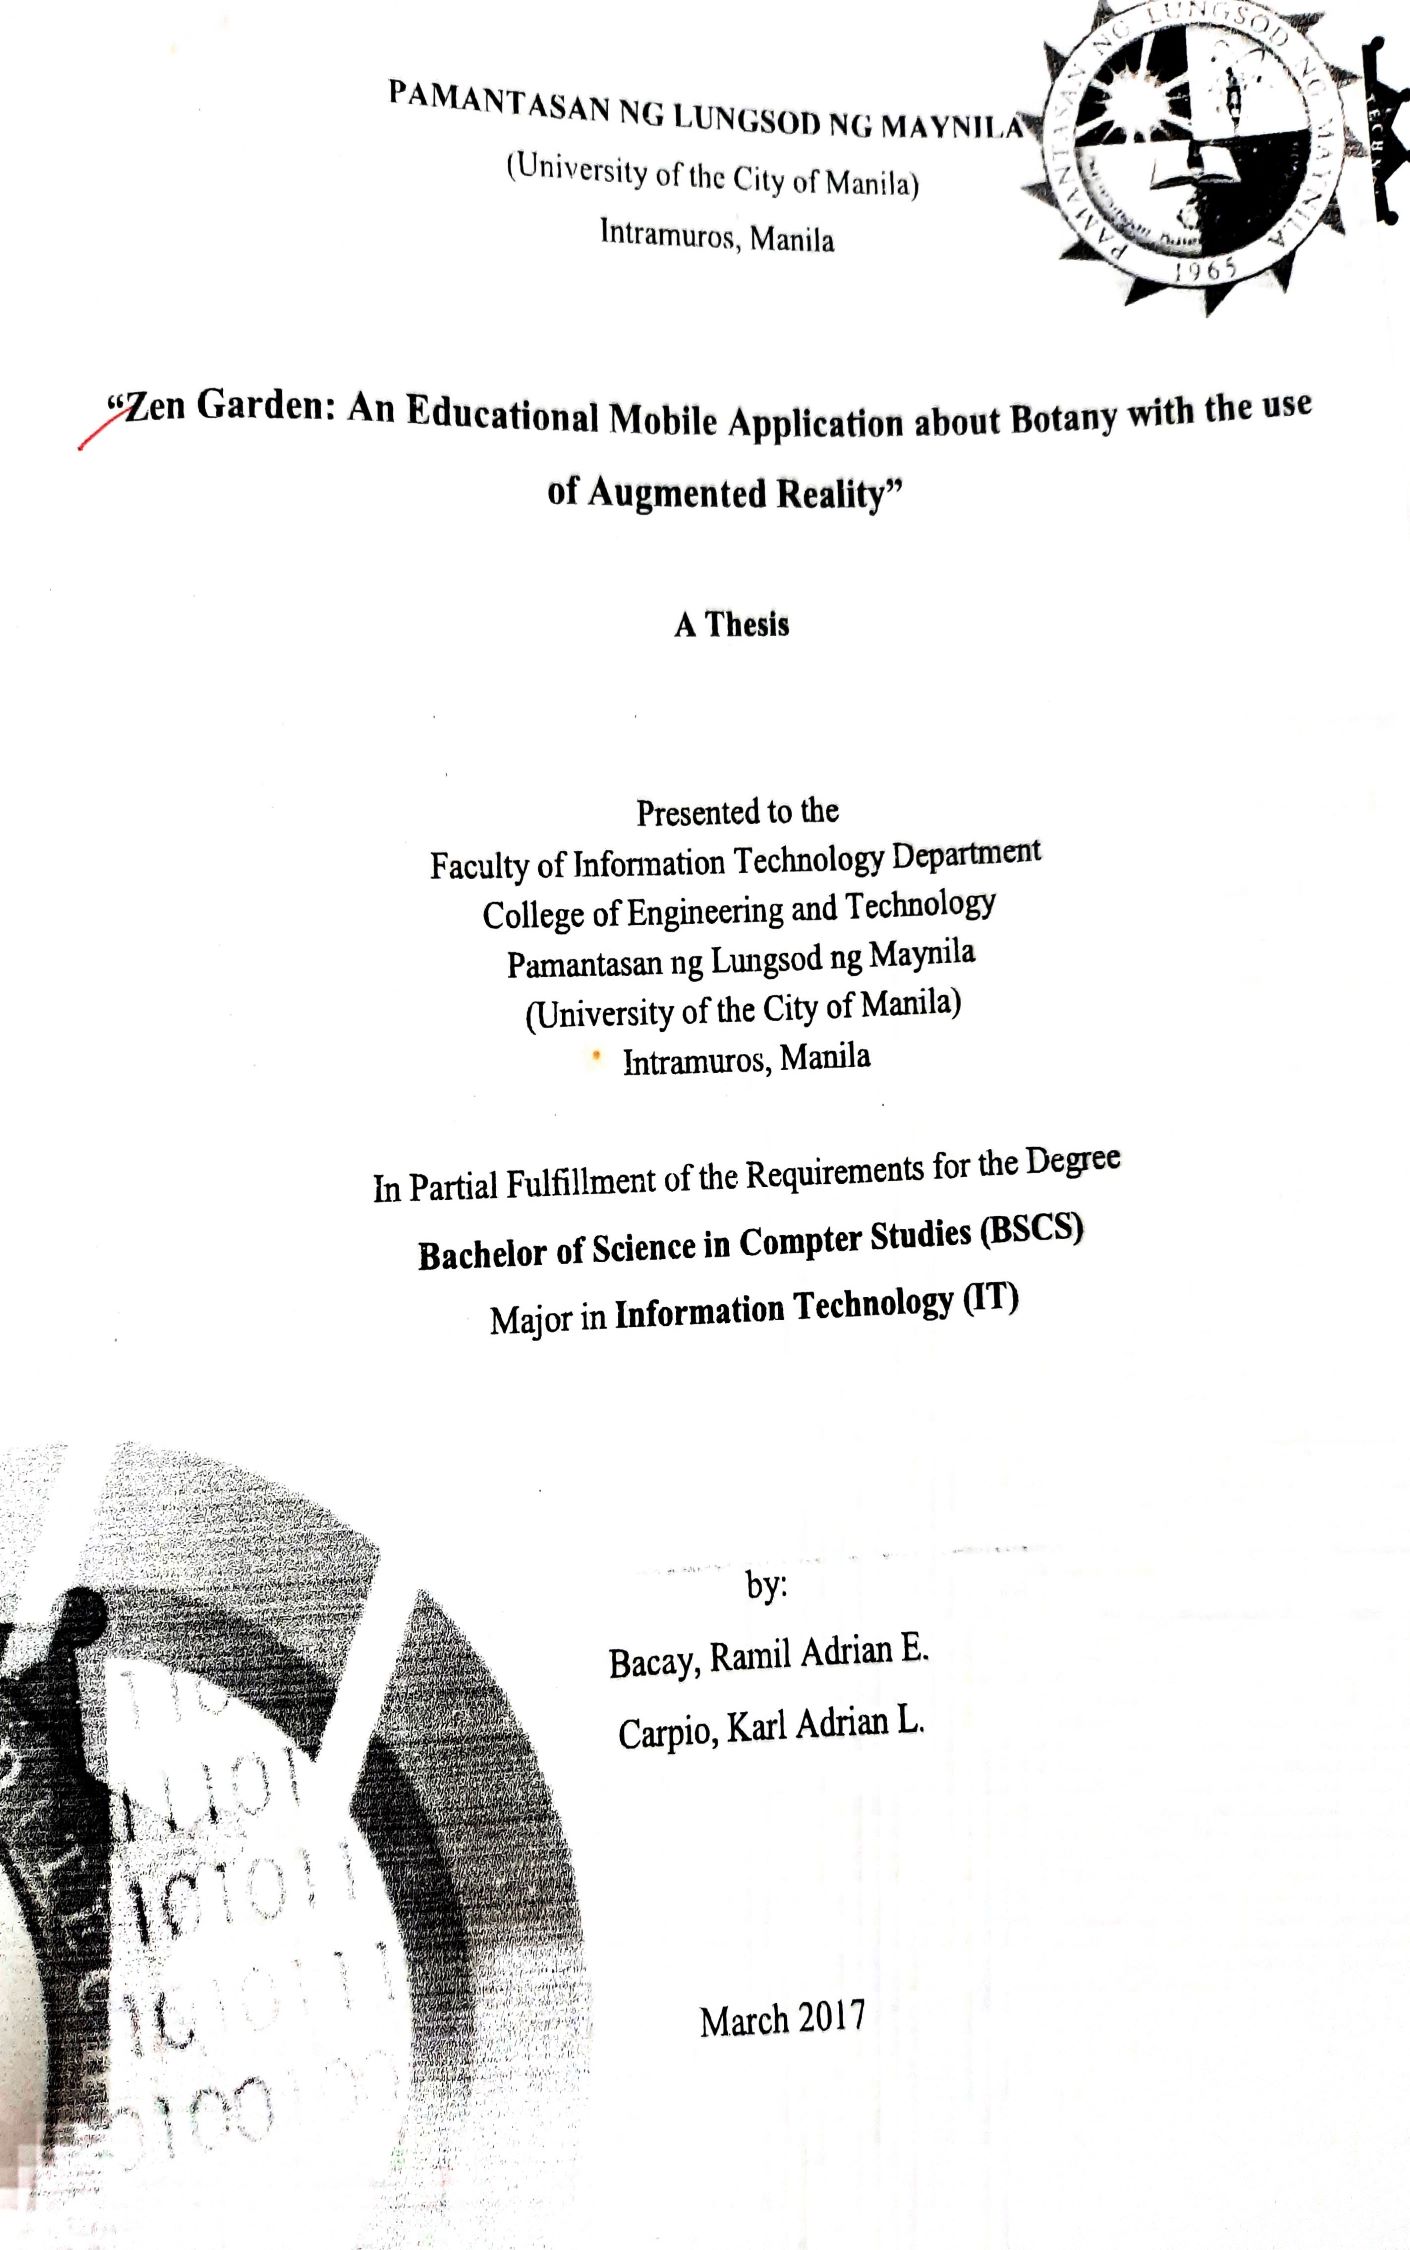 PAMANTASAN NG LUNGSOD NG MAYNILA
(University of the City of Manila)
Intramuros, Manila
PAMANTASAN NG LUNGSOD NG MAYNILA
1965
“Zen Garden: An Educational Mobile Application about Botany with the use
of Augmented Reality”
A Thesis
Presented to the
Faculty of Information Technology Department
College of Engineering and Technology
Pamantasan ng Lungsod ng Maynila
(University of the City of Manila)
Intramuros, Manila
In Partial Fulfillment of the Requirements for the Degree
Bachelor of Science in Compter Studies (BSCS)
Major in Information Technology (IT)
by:
Bacay, Ramil Adrian E.
Carpio, Karl Adrian L.
March 2017